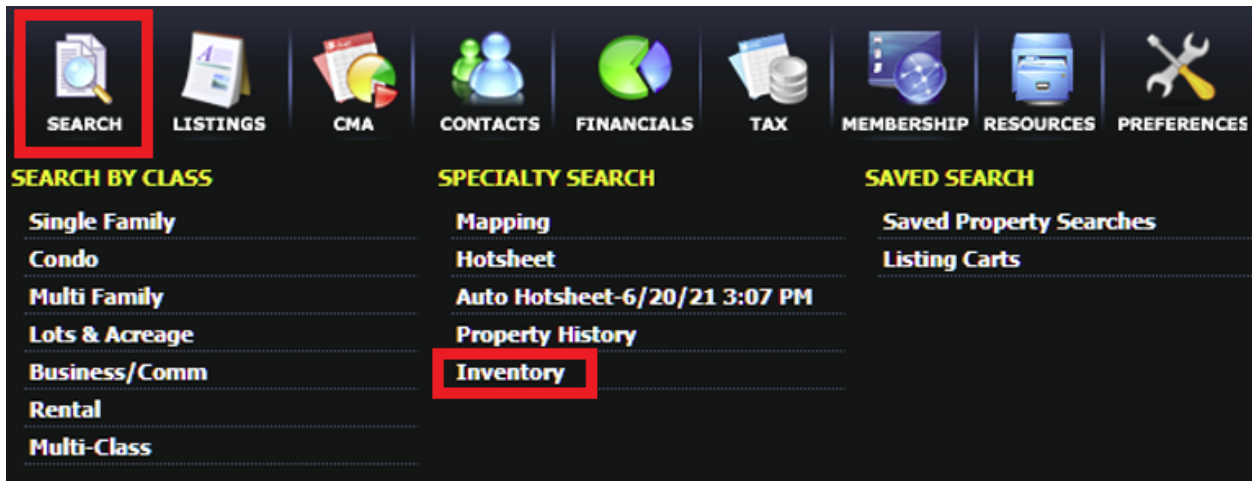 SEARCH LISTINGS CMA CONTACTS FINANCIALS TAX MEMBERSHIP RESOURCES PREFERENCES
SEARCH BY CLASS
Single Family
Condo
Multi Family
Lots & Acreage
Business/Comm
Rental
Multi-Class
SPECIALTY SEARCH
Mapping
Hotsheet
Auto Hotsheet-6/20/21 3:07 PM
Property History
Inventory
SAVED SEARCH
Saved Property Searches
Listing Carts